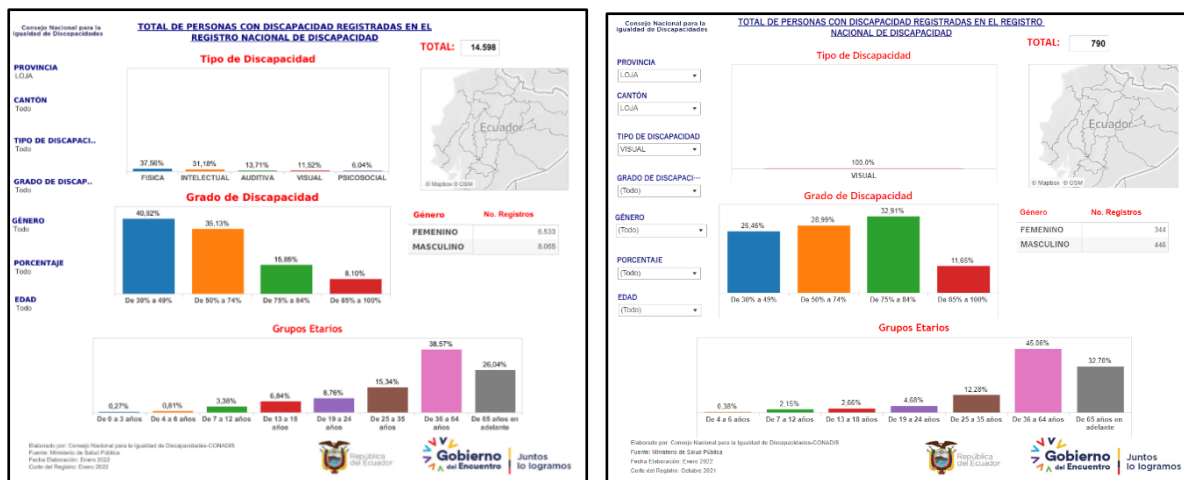 Consejo Nacional para la
Igualdad de Discapacidades
TOTAL DE PERSONAS CON DISCAPACIDAD REGISTRADAS EN EL
REGISTRO NACIONAL DE DISCAPACIDAD
TOTAL: 14.598
PROVINCIA
LOJA
CANTÓN
Todo
TIPO DE DISCAPACI..
Todo
GRADO DE DISCAP..
Todo
GÉNERO
Todo
PORCENTAJE
Todo
EDAD
Todo
Tipo de Discapacidad
37,56% 31,18% 13,71% 11,52% 6,04%
FISICA INTELECTUAL AUDITIVA VISUAL PSICOSOCIAL
Ecuador
© Mapbox © OSM
Grado de Discapacidad
40,92% 35,13% 15,85% 8,10%
De 30% a 49% De 50% a 74% De 75% a 84% De 85% a 100%
Género No. Registros
FEMENINO 6.533
MASCULINO 8.065
Grupos Etarios
0,27% 0,81% 3,38% 6,84% 8,76% 15,34% 38,57% 26,04%
De 0 a 3 años De 4 a 6 años De 7 a 12 años De 13 a 18 años De 19 a 24 años De 25 a 35 años De 36 a 64 años De 65 años en adelante
Elaborado por: Consejo Nacional para la Igualdad de Discapacidades-CONADIS
Fuente: Ministerio de Salud Pública
Fecha Elaboración: Enero 2022
Corte del Registro: Enero 2022
República
del Ecuador
Gobierno
del Encuentro
Juntos
lo logramos
Consejo Nacional para la
Igualdad de Discapacidades
TOTAL DE PERSONAS CON DISCAPACIDAD REGISTRADAS EN EL REGISTRO
NACIONAL DE DISCAPACIDAD
TOTAL: 790
PROVINCIA
LOJA
CANTÓN
LOJA
TIPO DE DISCAPACIDAD
VISUAL
GRADO DE DISCAPACI...
(Todo)
GÉNERO
(Todo)
PORCENTAJE
(Todo)
EDAD
(Todo)
Tipo de Discapacidad
100,0%
VISUAL
Ecuador
© Mapbox © OSM
Grado de Discapacidad
26,46% 28,99% 32,91% 11,65%
De 30% a 49% De 50% a 74% De 75% a 84% De 85% a 100%
Género No. Registros
FEMENINO 344
MASCULINO 446
Grupos Etarios
0,38% 2,15% 2,66% 4,68% 12,28% 45,06% 32,78%
De 4 a 6 años De 7 a 12 años De 13 a 18 años De 19 a 24 años De 25 a 35 años De 36 a 64 años De 65 años en adelante
Elaborado por: Consejo Nacional para la Igualdad de Discapacidades-CONADIS
Fuente: Ministerio de Salud Pública
Fecha Elaboración: Enero 2022
Corte del Registro: Octubre 2021
República
del Ecuador
Gobierno
del Encuentro
Juntos
lo logramos